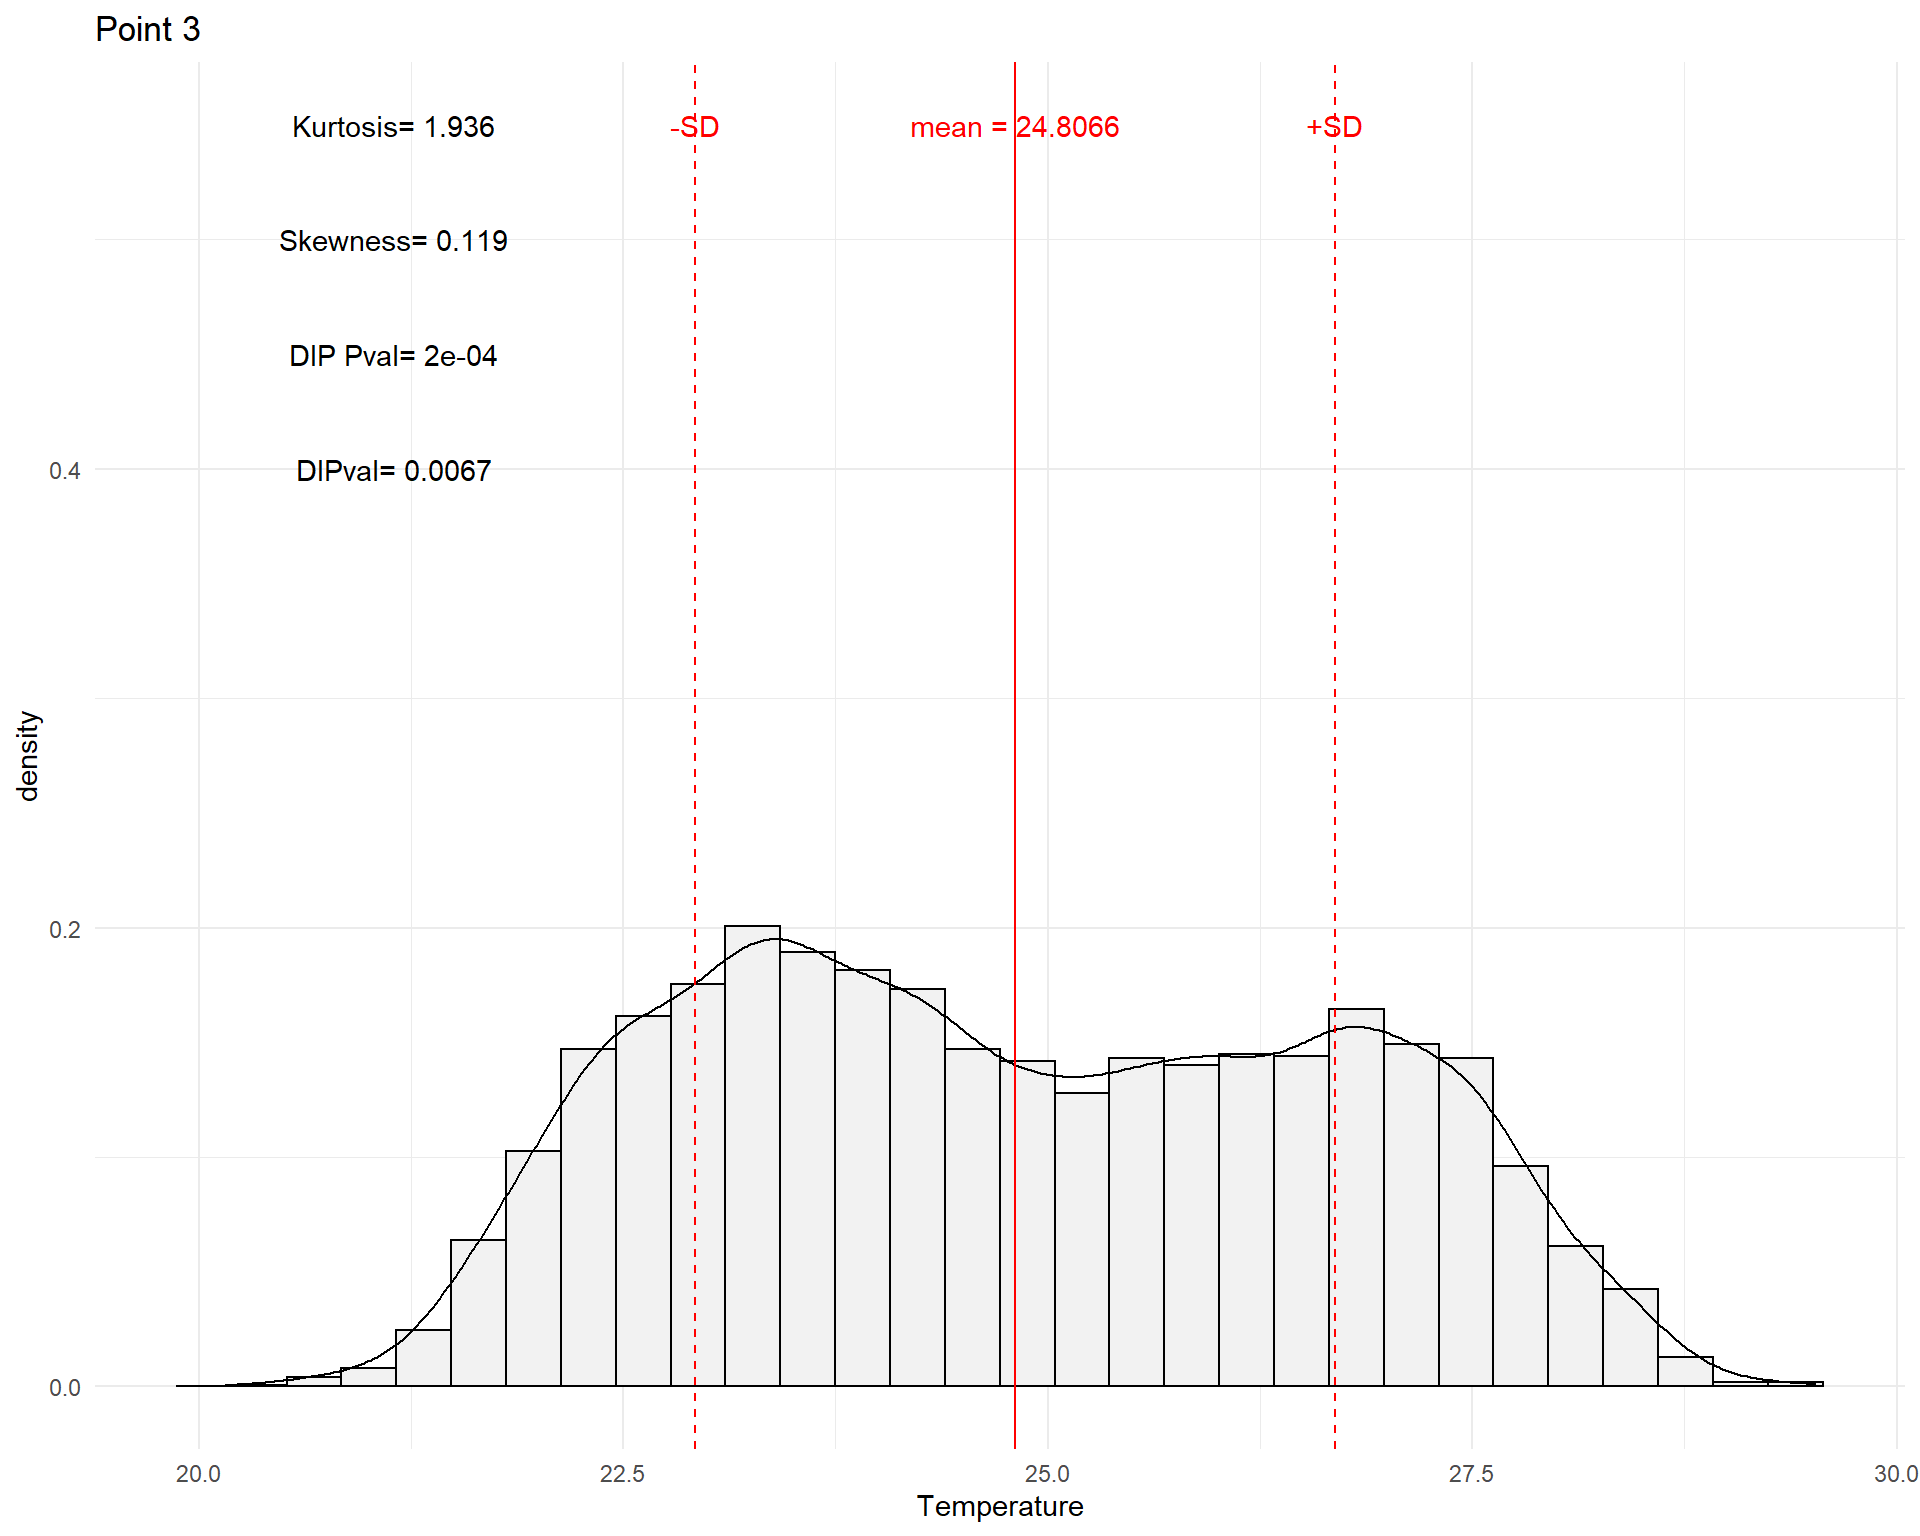 Point 3
Kurtosis= 1.936
-SD
mean = 24.8066
+SD
Skewness= 0.119
DIP Pval= 2e-04
DIPval= 0.0067
density
0.4
0.2
0.0
20.0
22.5
25.0
27.5
30.0
Temperature